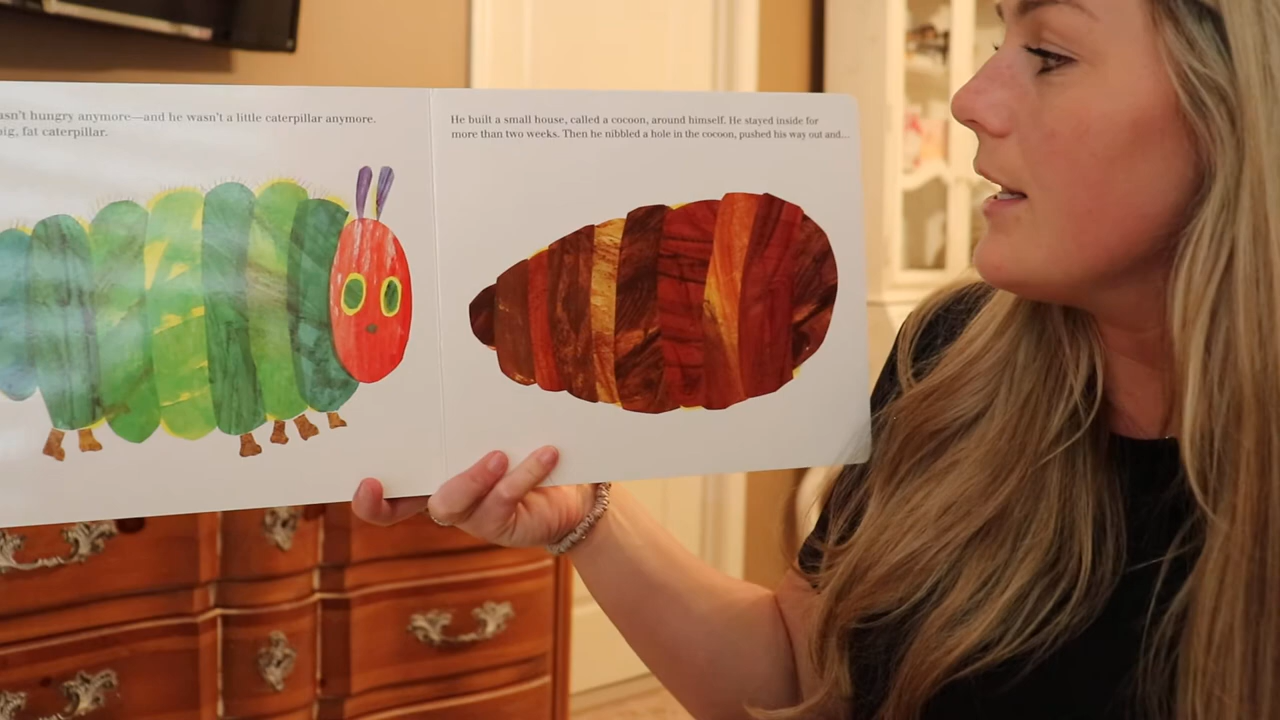 wasn't hungry anymore—and he wasn't a little caterpillar anymore.
big, fat caterpillar.
He built a small house, called a cocoon, around himself. He stayed inside for
more than two weeks. Then he nibbled a hole in the cocoon, pushed his way out and...